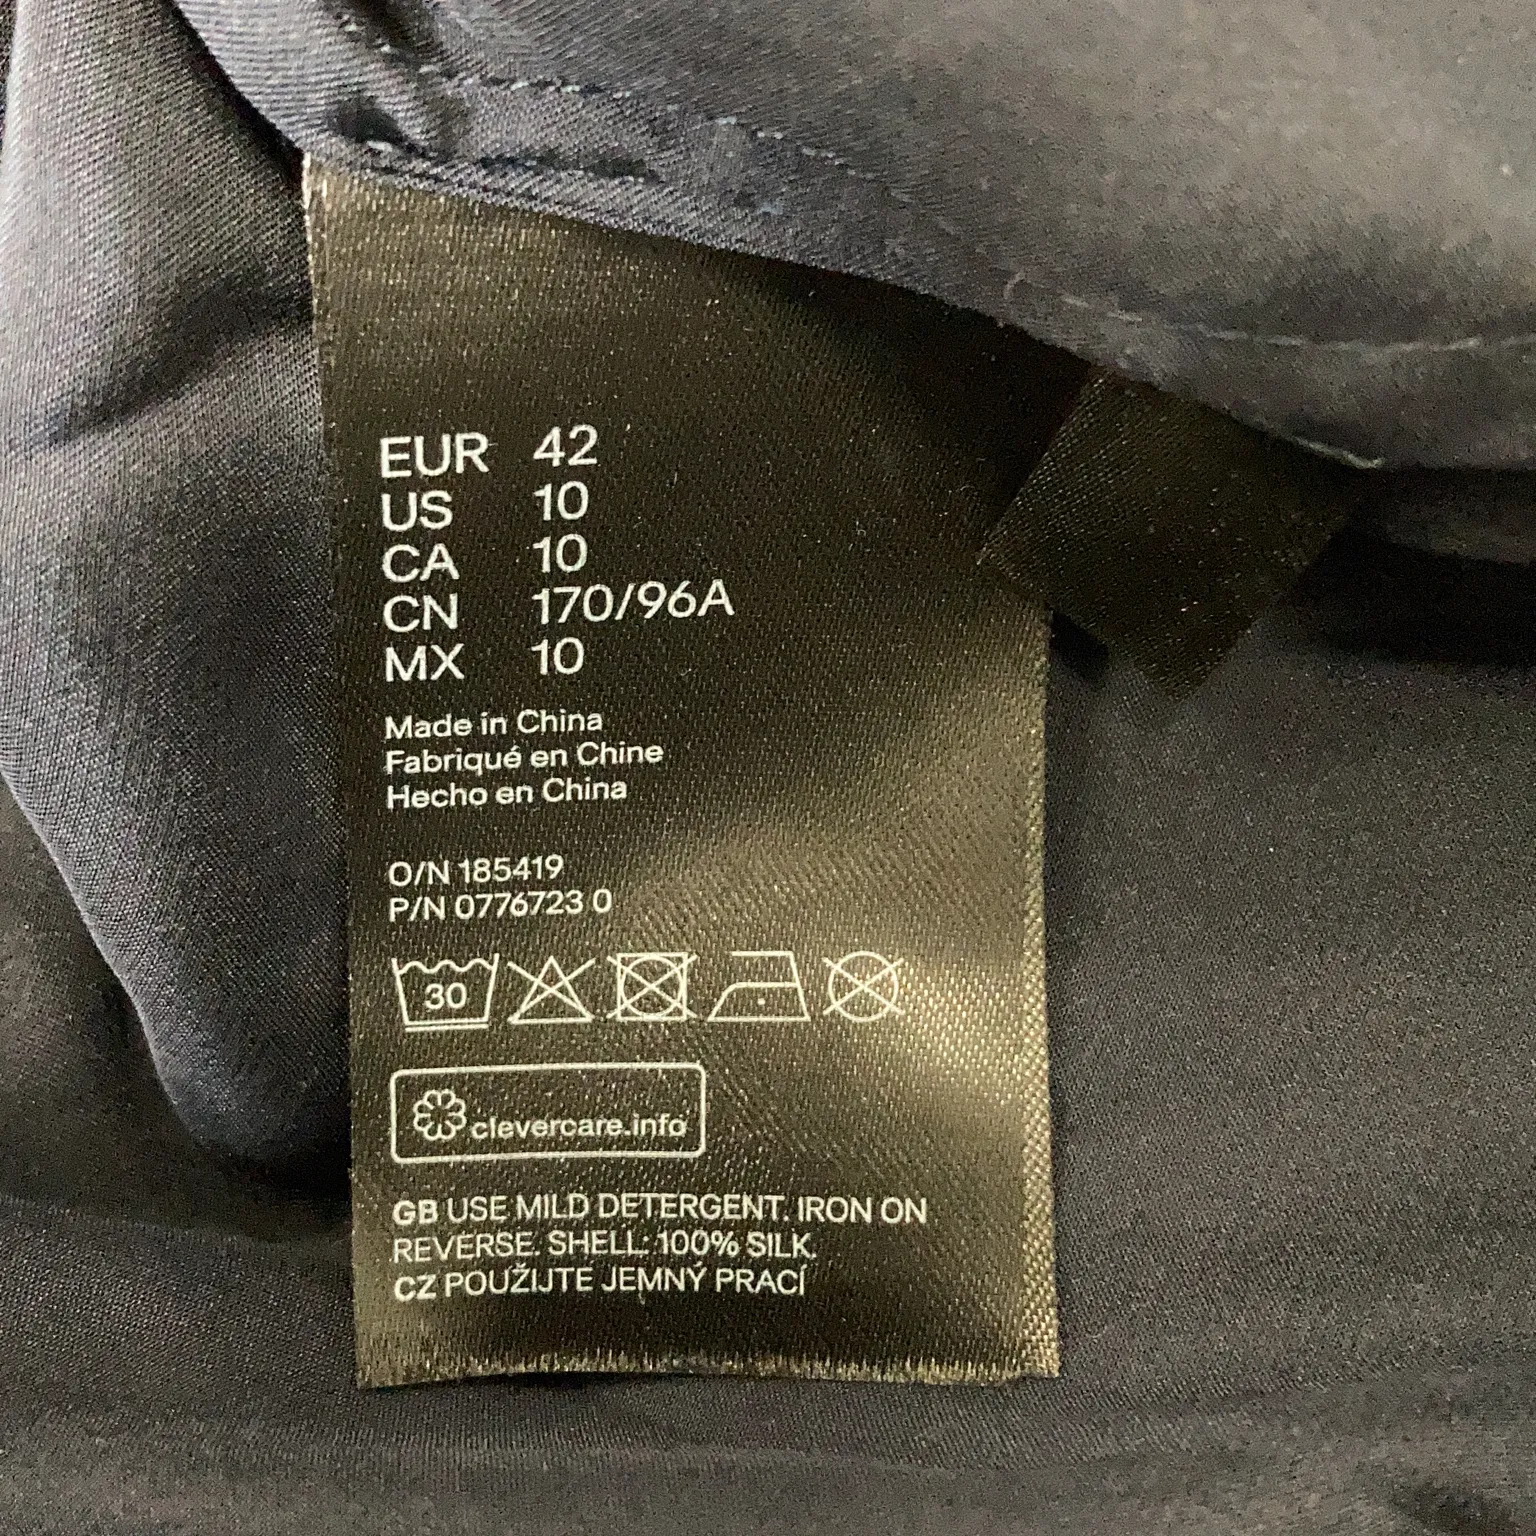 EUR 42
US 10
CA 10
CN 170/96A
MX 10
Made in China
Fabriqué en Chine
Hecho en China
O/N 185419
P/N 0776723 0
30
clevercare.info
GB USE MILD DETERGENT. IRON ON
REVERSE. SHELL: 100% SILK.
CZ POUŽIJTE JEMNÝ PRACÍ